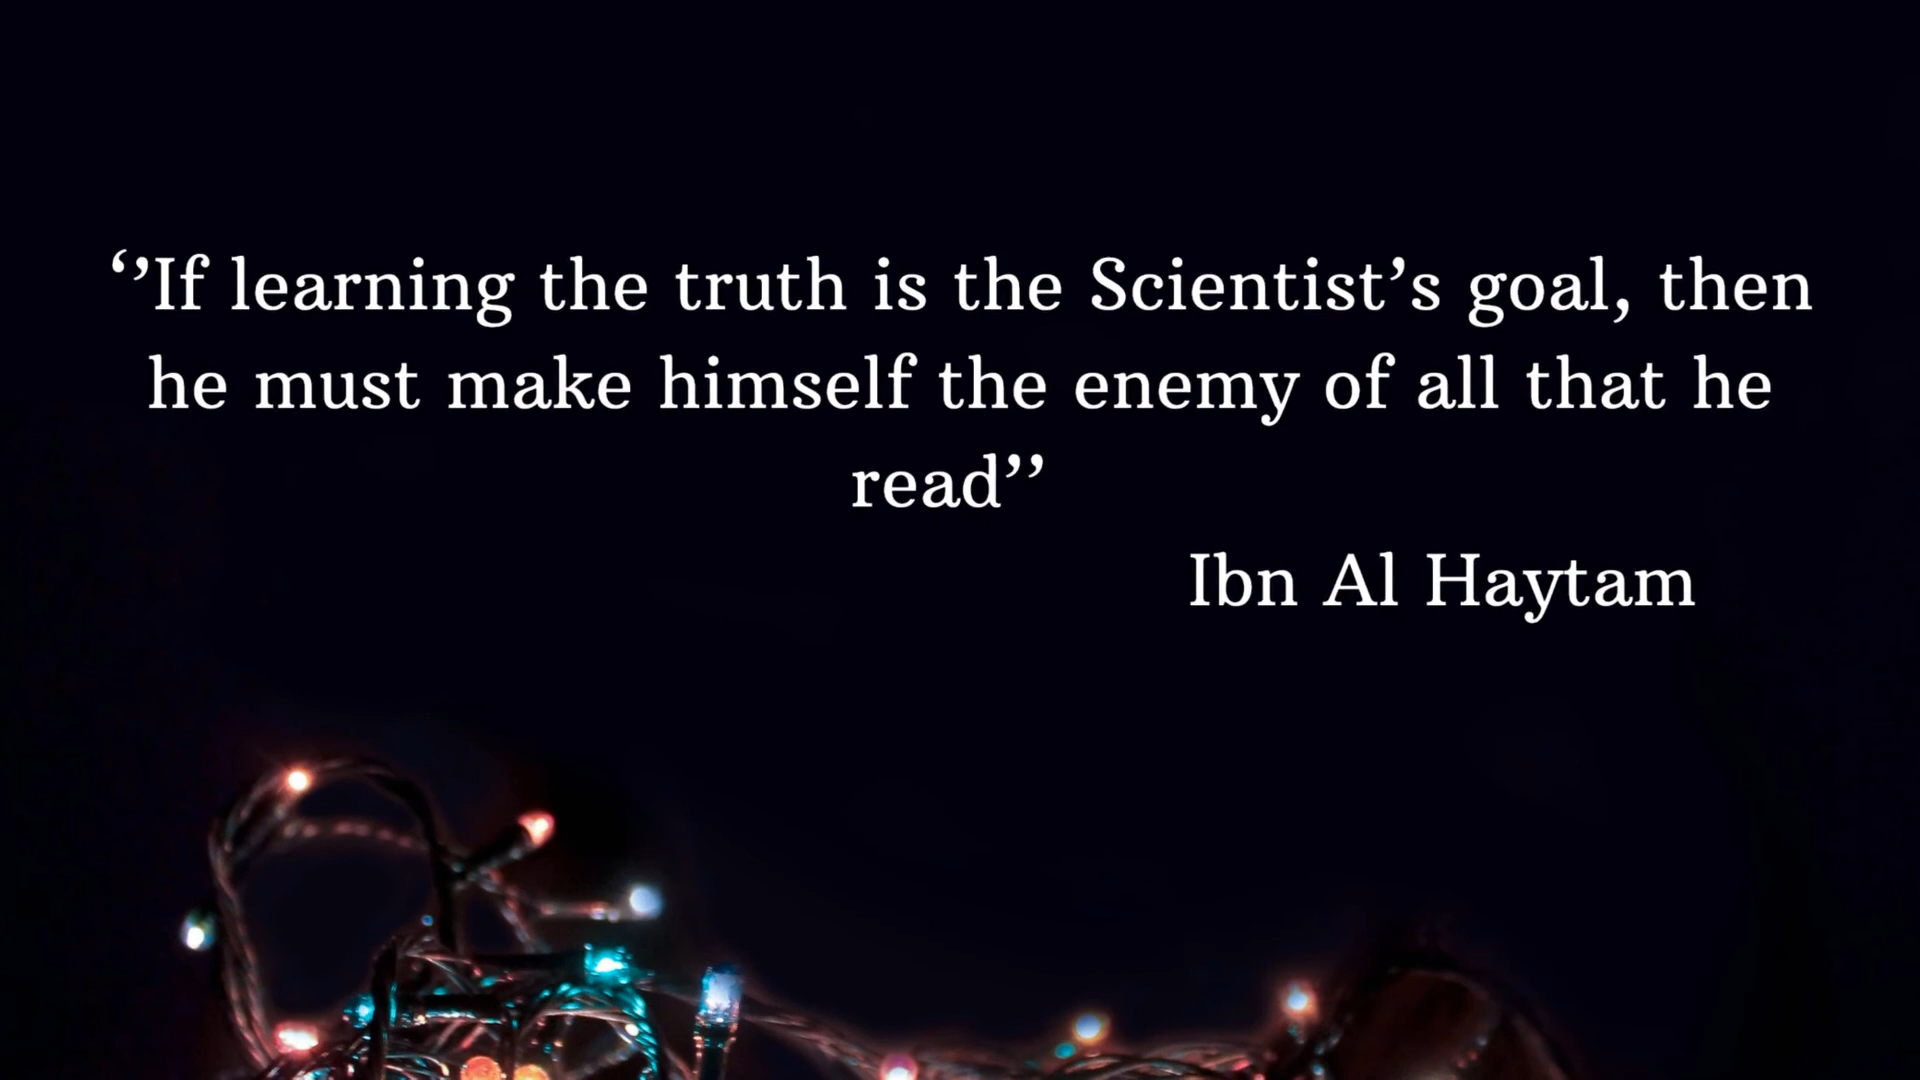 ‘’If learning the truth is the Scientist’s goal, then
he must make himself the enemy of all that he
read’’
Ibn Al Haytam